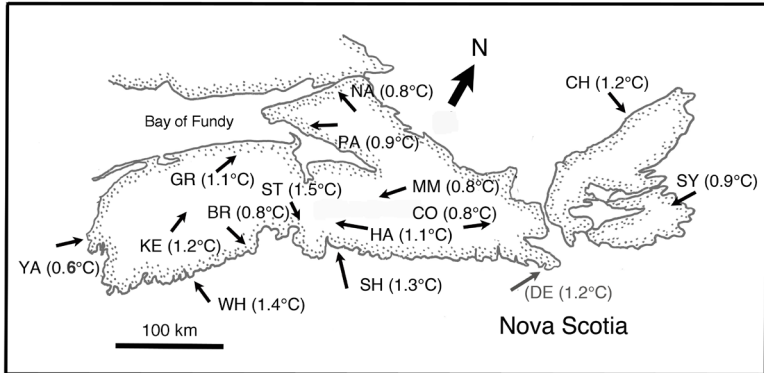 N
NA (0.8°C)
CH (1.2°C)
Bay of Fundy
PA (0.9°C)
GR (1.1°C)
ST (1.5°C)
MM (0.8°C)
SY (0.9°C)
BR (0.8°C)
CO (0.8°C)
KE (1.2°C)
HA (1.1°C)
YA (0.6°C)
WH (1.4°C)
SH (1.3°C)
(DE (1.2°C)
100 km
Nova Scotia